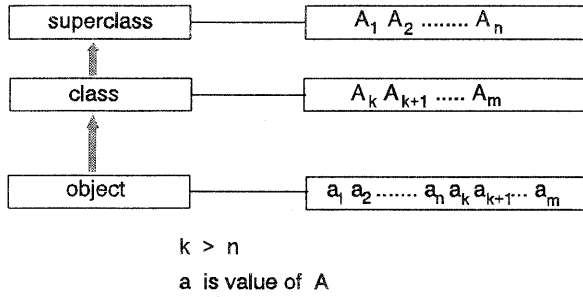 superclass A₁ A₂ ........ Aₙ
class Aₖ Aₖ₊₁ ..... Aₘ
object a₁ a₂ ....... aₙ aₖ aₖ₊₁... aₘ
k > n
a is value of A